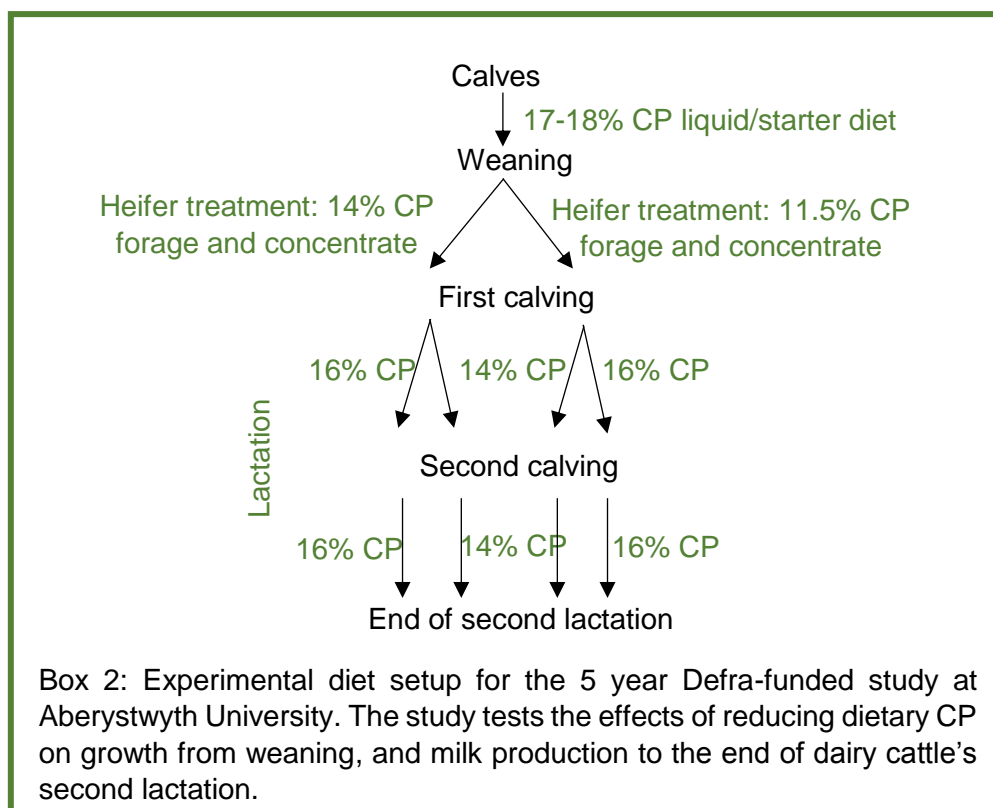 Calves
17-18% CP liquid/starter diet
Weaning
Heifer treatment: 14% CP
forage and concentrate
Heifer treatment: 11.5% CP
forage and concentrate
First calving
16% CP
14% CP
16% CP
Lactation
Second calving
16% CP
14% CP
16% CP
End of second lactation
Box 2: Experimental diet setup for the 5 year Defra-funded study at
Aberystwyth University. The study tests the effects of reducing dietary CP
on growth from weaning, and milk production to the end of dairy cattle's
second lactation.